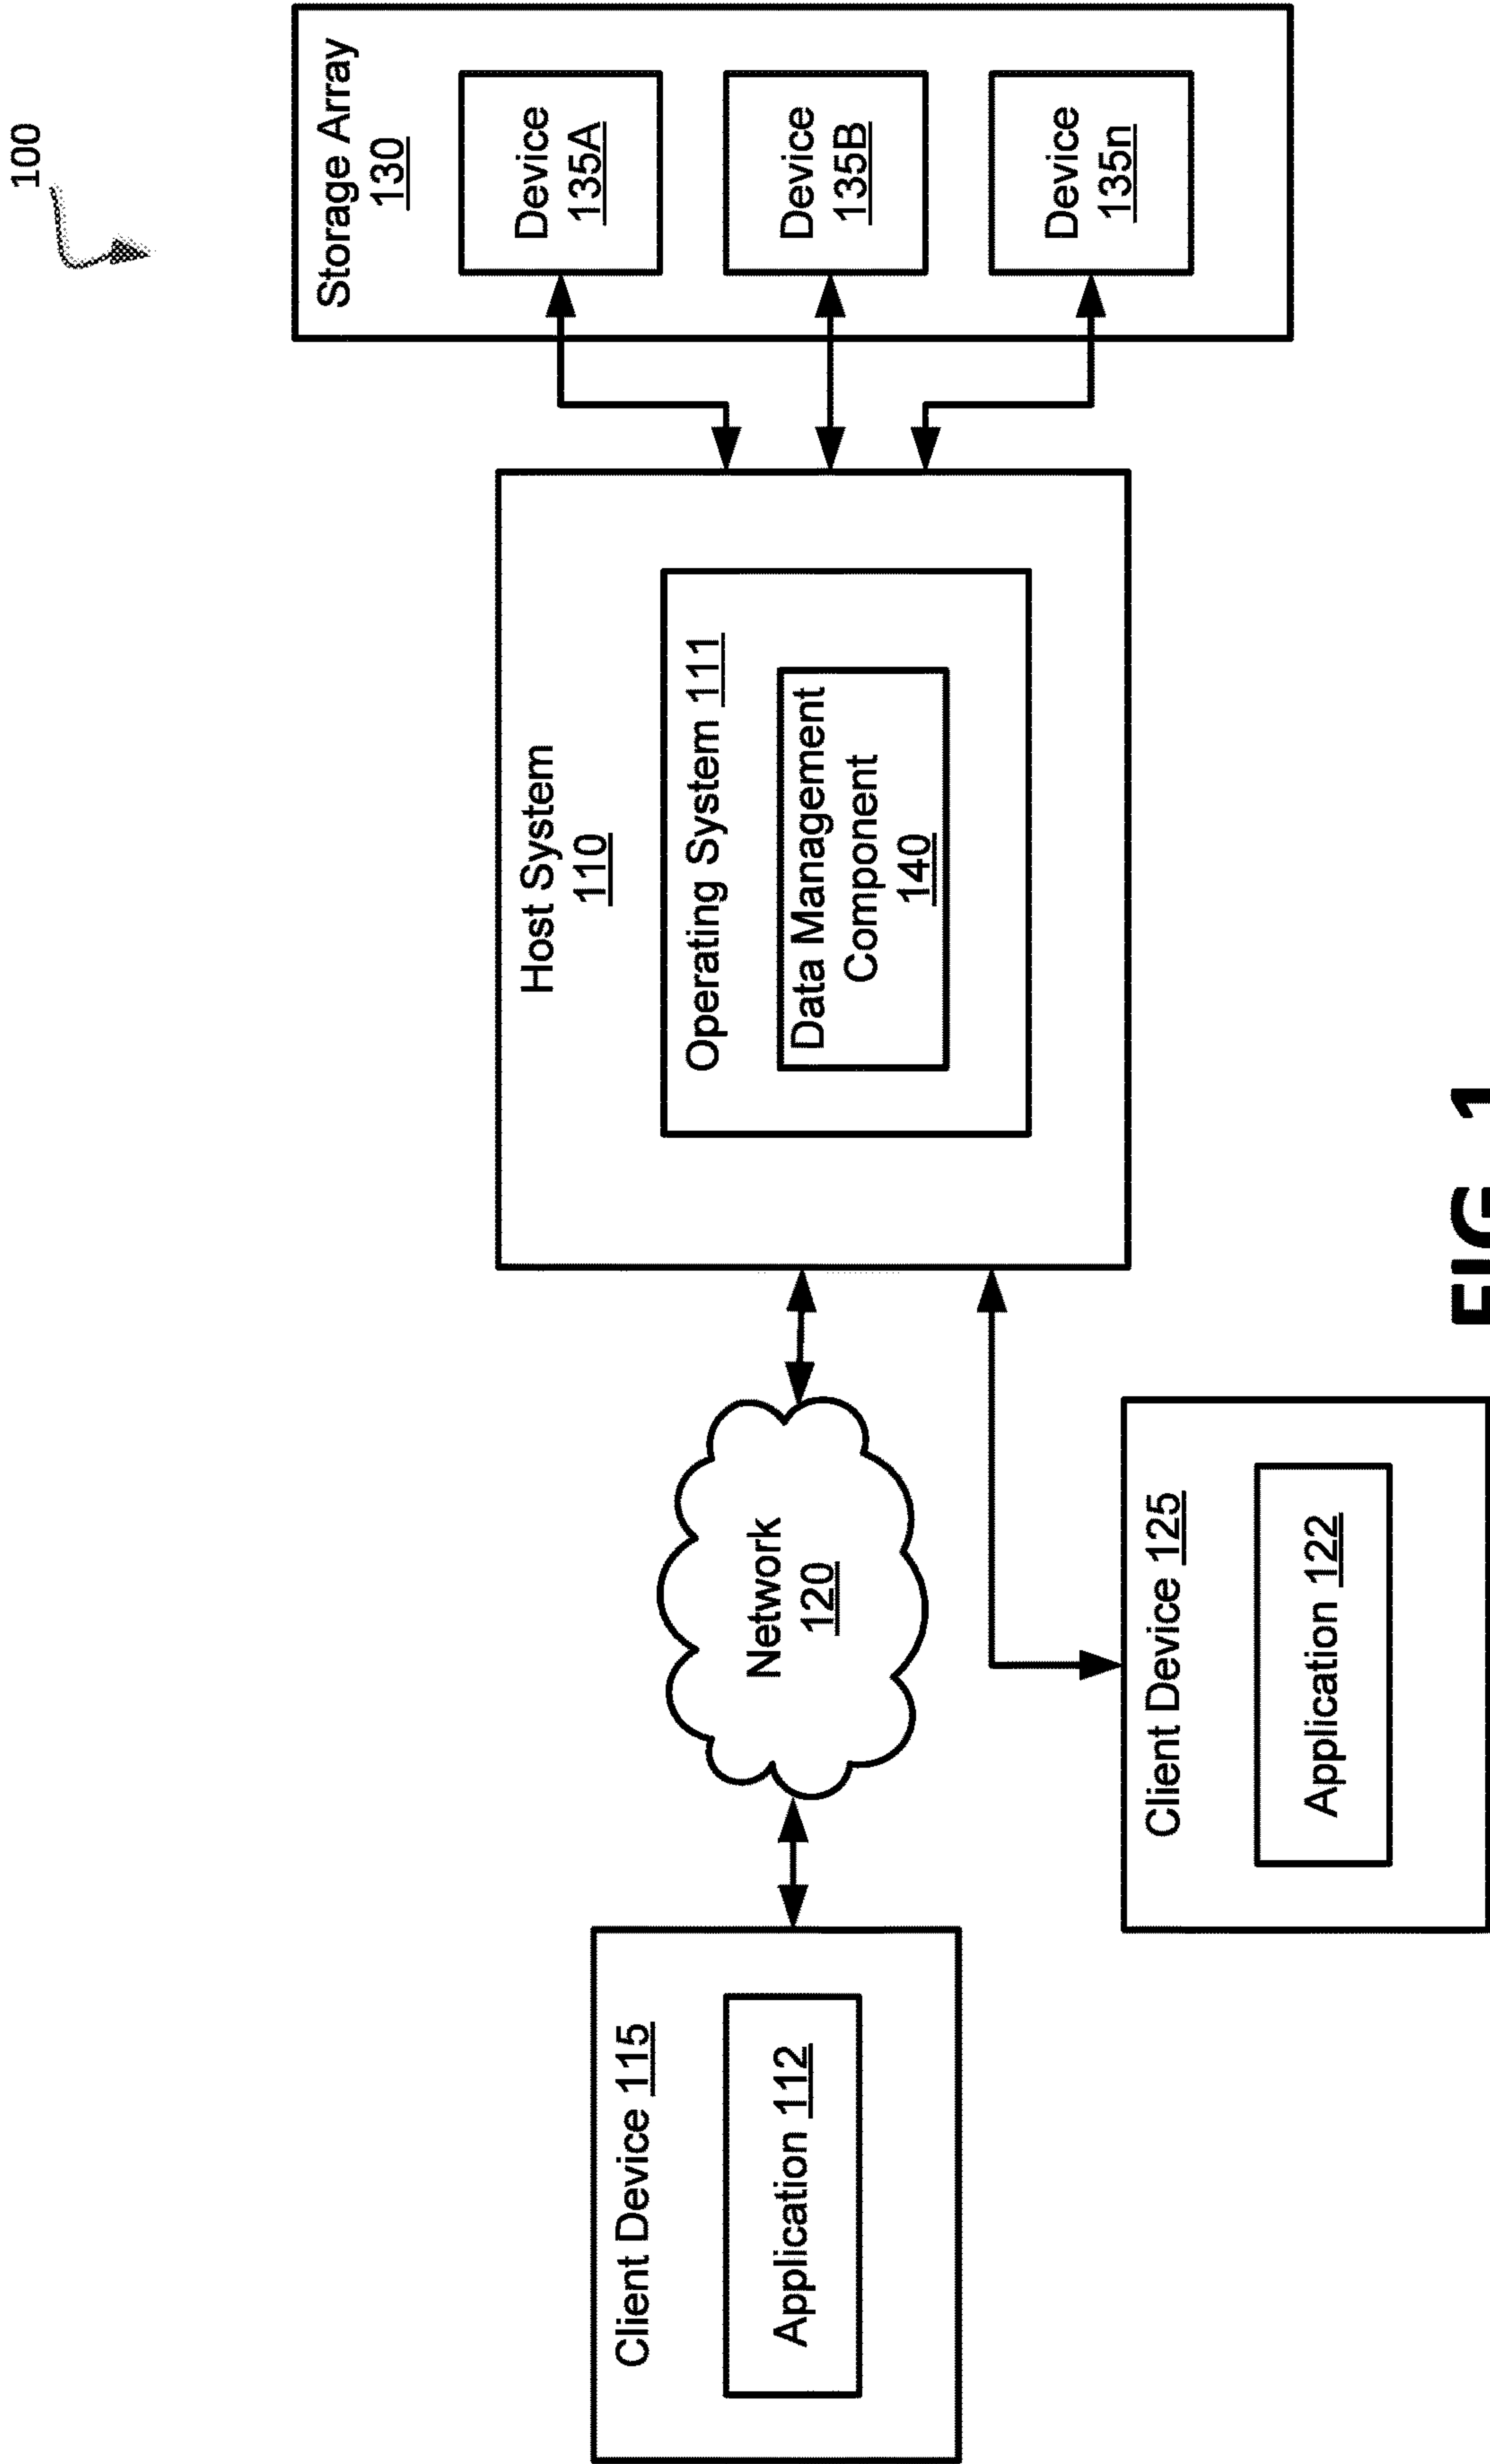 100
Storage Array
130
Device
135A
Device
135B
Device
135n
Host System
110
Operating System 111
Data Management
Component
140
Network
120
Client Device 115
Application 112
Client Device 125
Application 122
FIG. 1